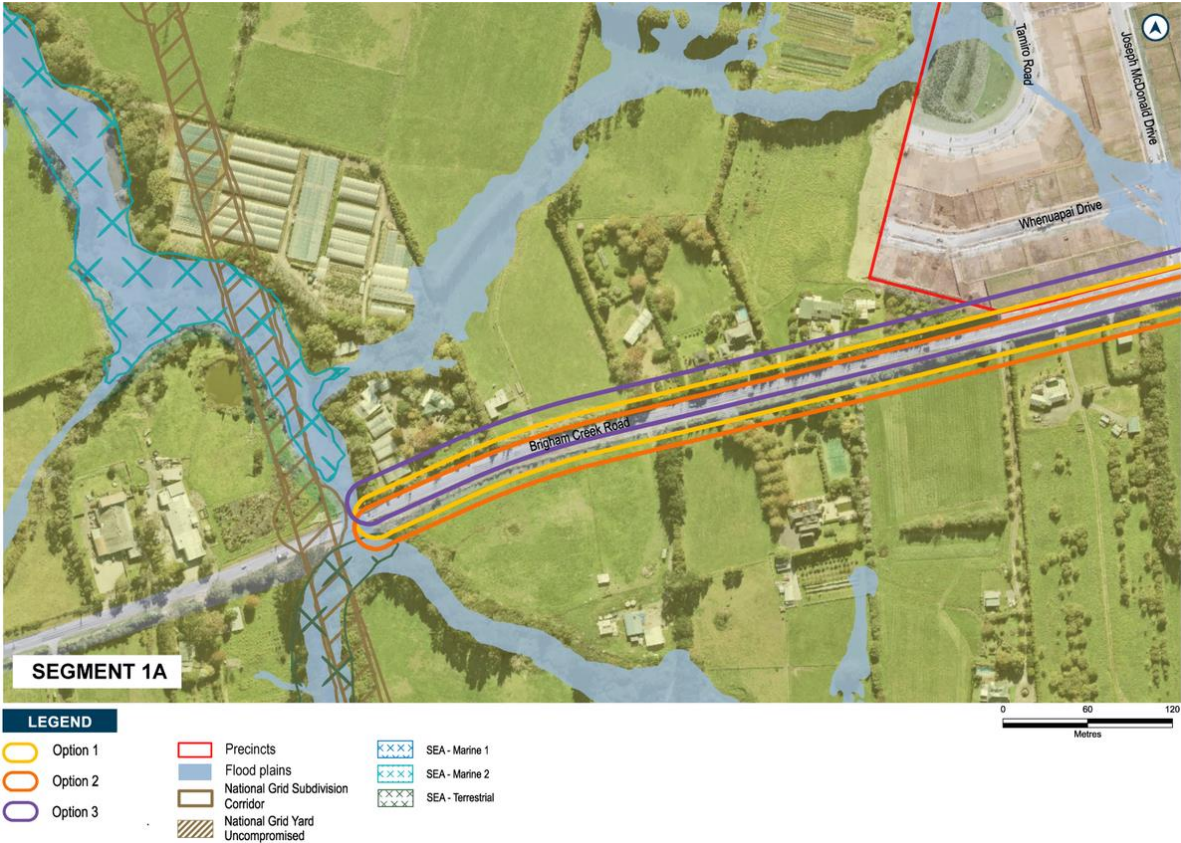 Tamiro Road
Joseph McDonald Drive
Whenuapai Drive
Brigham Creek Road
SEGMENT 1A
0 60 120
Metres
LEGEND
Option 1
Option 2
Option 3
Precincts
Flood plains
National Grid Subdivision
Corridor
National Grid Yard
Uncompromised
SEA - Marine 1
SEA - Marine 2
SEA - Terrestrial